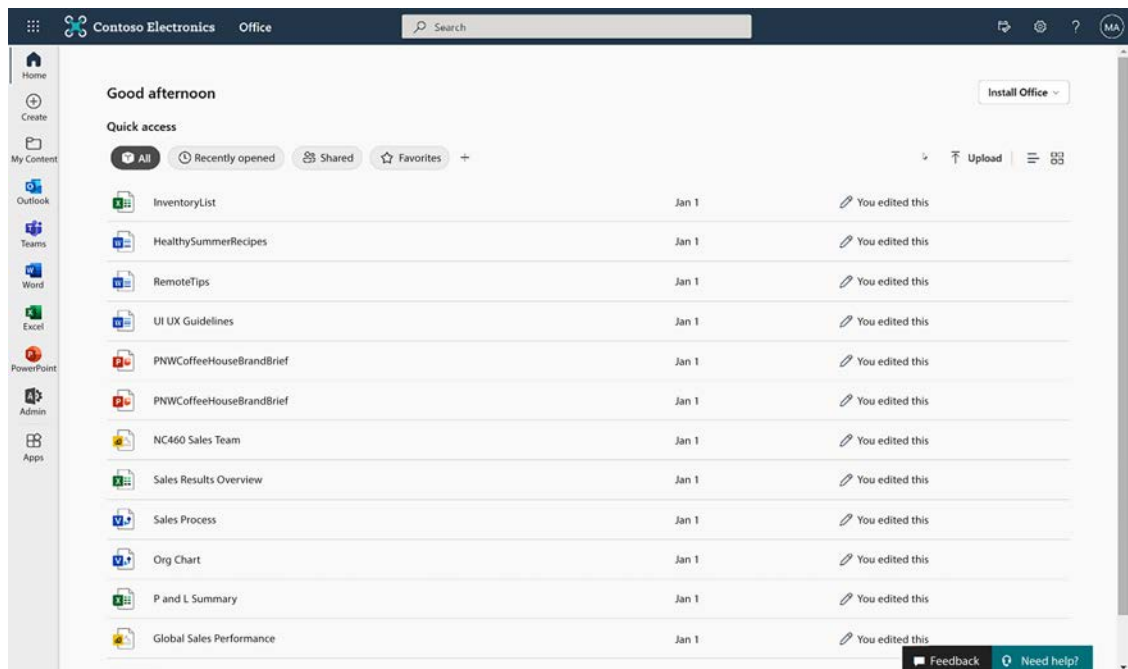 Contoso Electronics Office Search MA
Home
Create
My Content
Outlook
Teams
Word
Excel
PowerPoint
Admin
Apps
Good afternoon Install Office
Quick access
All Recently opened Shared Favorites + Upload
InventoryList Jan 1 You edited this
HealthySummerRecipes Jan 1 You edited this
RemoteTips Jan 1 You edited this
UI UX Guidelines Jan 1 You edited this
PNWCoffeeHouseBrandBrief Jan 1 You edited this
PNWCoffeeHouseBrandBrief Jan 1 You edited this
NC460 Sales Team Jan 1 You edited this
Sales Results Overview Jan 1 You edited this
Sales Process Jan 1 You edited this
Org Chart Jan 1 You edited this
P and L Summary Jan 1 You edited this
Global Sales Performance Jan 1 You edited this
Feedback Need help?